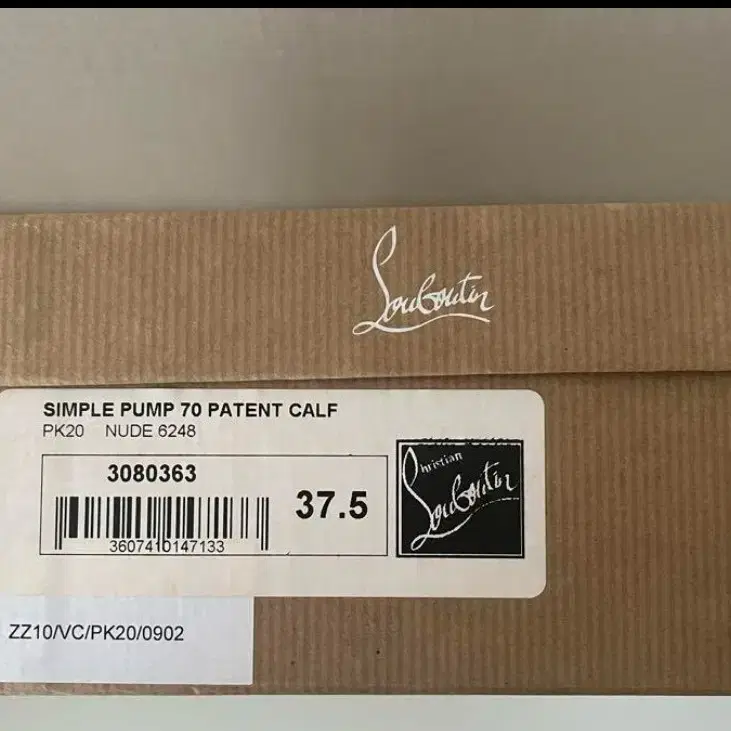 Louboutin
SIMPLE PUMP 70 PATENT CALF
PK20 NUDE 6248
3080363
37.5
3607410147133
Christian
Louboutin
ZZ10/VC/PK20/0902